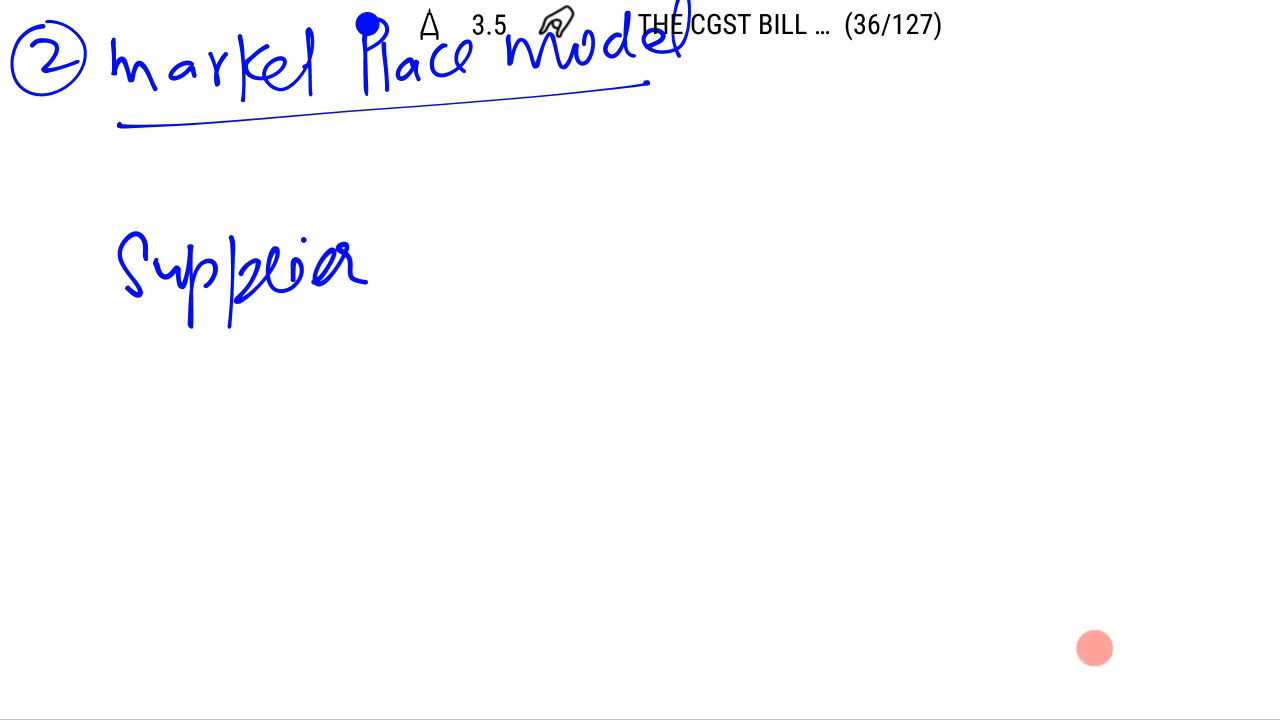 3.5 THE CGST BILL ... (36/127)
② market Place model
Supplier